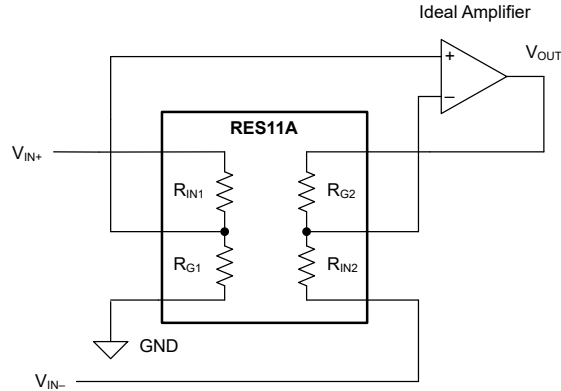 Ideal Amplifier
V_OUT
+
–
RES11A
V_IN+
R_IN1
R_G2
R_G1
R_IN2
GND
V_IN–